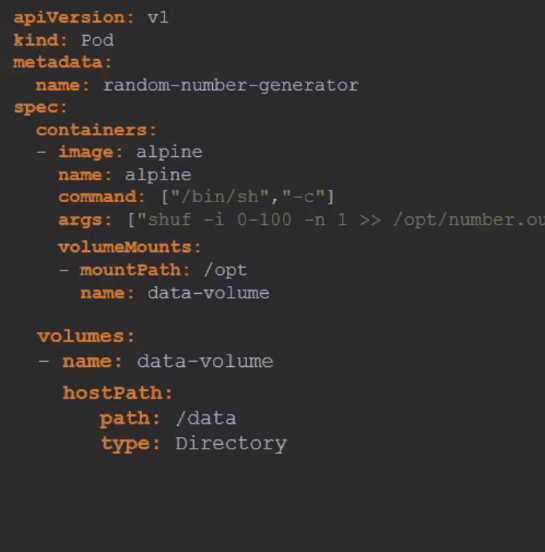 apiVersion: v1
kind: Pod
metadata:
  name: random-number-generator
spec:
  containers:
  - image: alpine
    name: alpine
    command: ["/bin/sh","-c"]
    args: ["shuf -i 0-100 -n 1 >> /opt/number.ou
    volumeMounts:
    - mountPath: /opt
      name: data-volume
  volumes:
  - name: data-volume
    hostPath:
       path: /data
       type: Directory